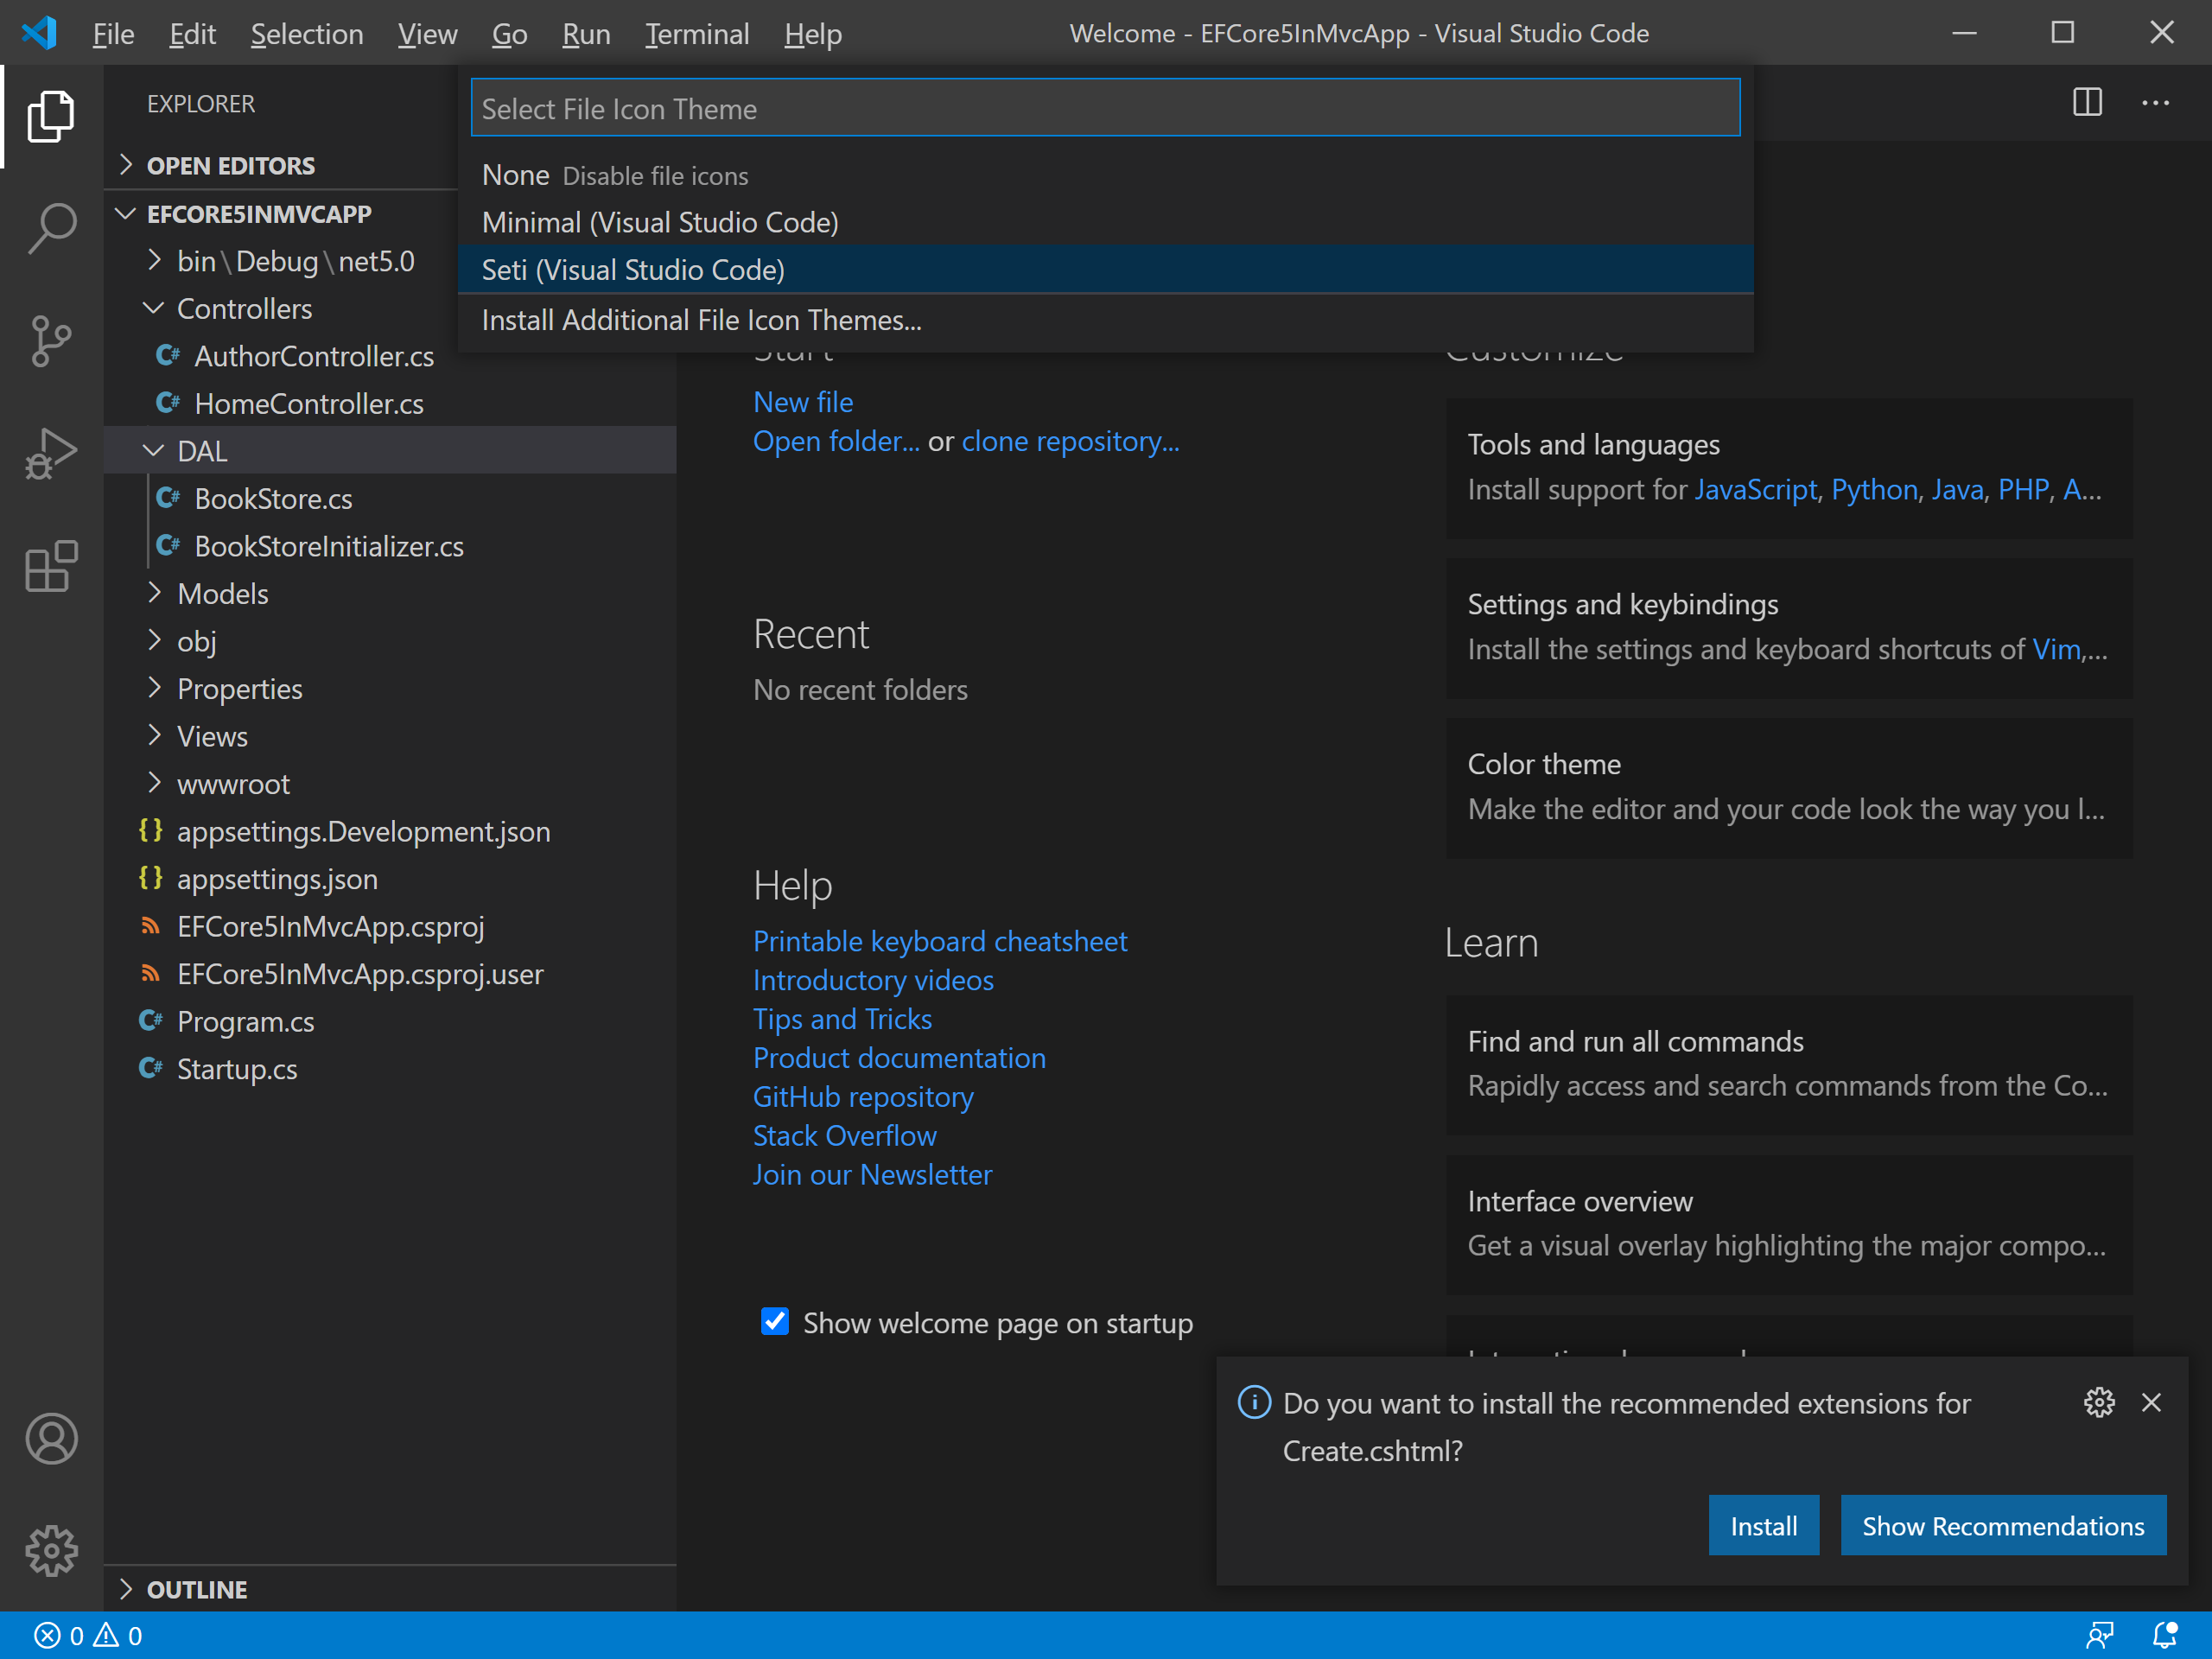 File Edit Selection View Go Run Terminal Help
Welcome - EFCore5InMvcApp - Visual Studio Code
EXPLORER
OPEN EDITORS
EFCORE5INMVCAPP
bin\Debug\net5.0
Controllers
C# AuthorController.cs
C# HomeController.cs
DAL
C# BookStore.cs
C# BookStoreInitializer.cs
Models
obj
Properties
Views
wwwroot
{} appsettings.Development.json
{} appsettings.json
EFCore5InMvcApp.csproj
EFCore5InMvcApp.csproj.user
C# Program.cs
C# Startup.cs
OUTLINE
Select File Icon Theme
None Disable file icons
Minimal (Visual Studio Code)
Seti (Visual Studio Code)
Install Additional File Icon Themes...
Start
New file
Open folder... or clone repository...
Recent
No recent folders
Help
Printable keyboard cheatsheet
Introductory videos
Tips and Tricks
Product documentation
GitHub repository
Stack Overflow
Join our Newsletter
Show welcome page on startup
Customize
Tools and languages
Install support for JavaScript, Python, Java, PHP, A...
Settings and keybindings
Install the settings and keyboard shortcuts of Vim,...
Color theme
Make the editor and your code look the way you l...
Learn
Find and run all commands
Rapidly access and search commands from the Co...
Interface overview
Get a visual overlay highlighting the major compo...
Do you want to install the recommended extensions for
Create.cshtml?
Install
Show Recommendations
0 0